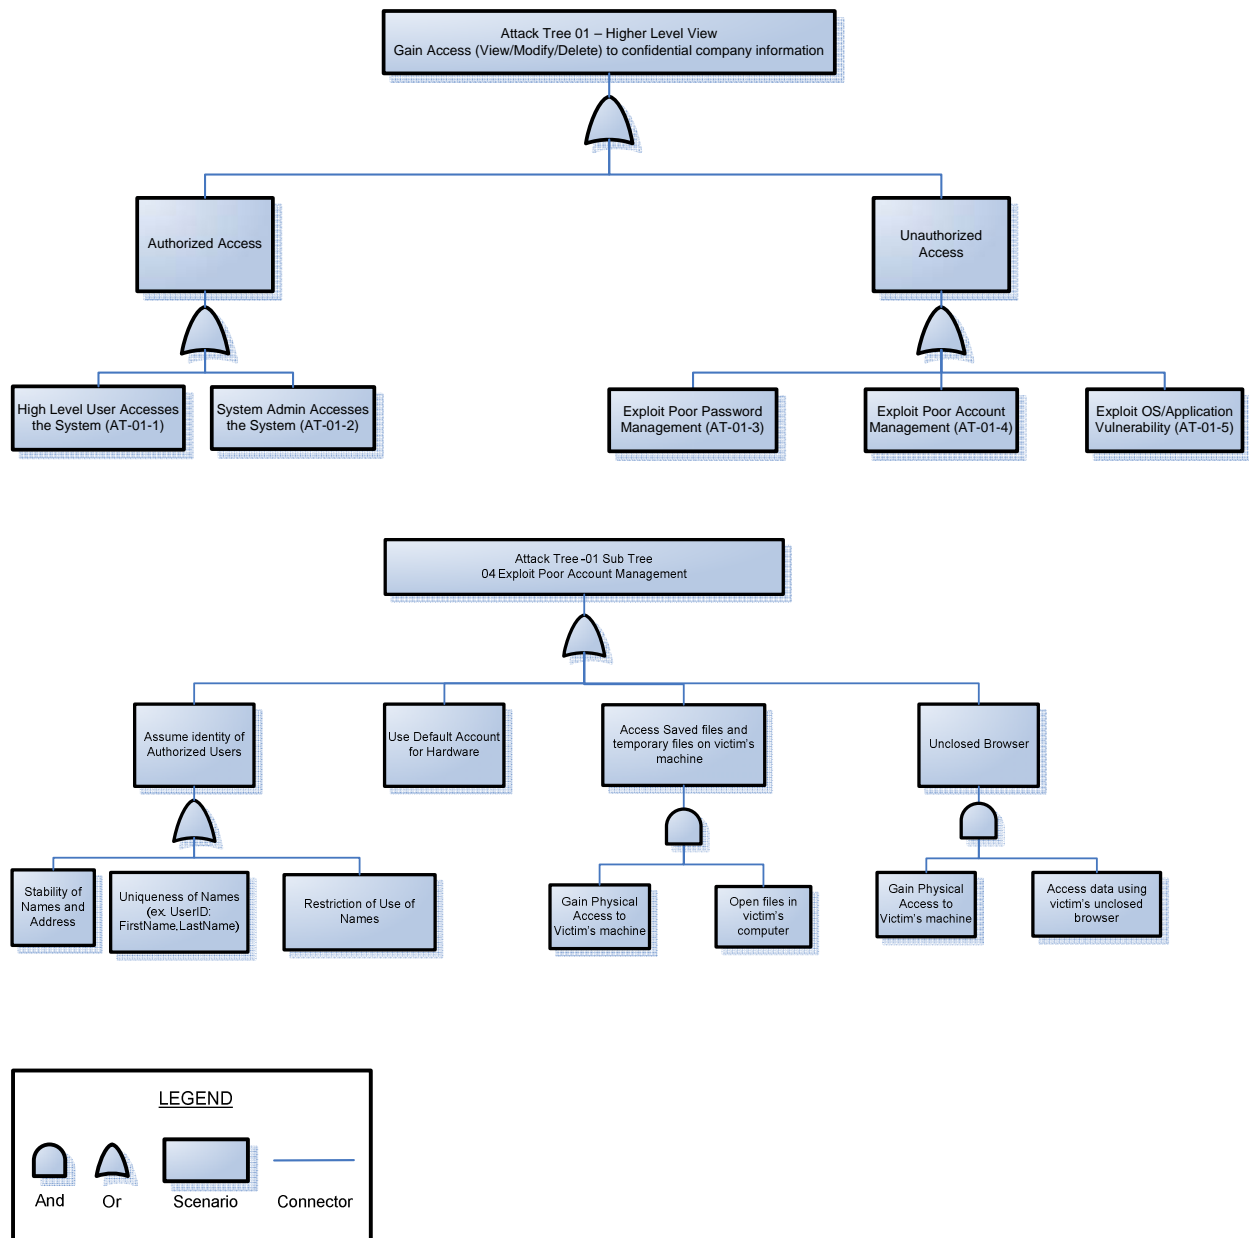 Attack Tree 01 – Higher Level View
Gain Access (View/Modify/Delete) to confidential company information
Authorized Access
Unauthorized
Access
High Level User Accesses
the System (AT-01-1)
System Admin Accesses
the System (AT-01-2)
Exploit Poor Password
Management (AT-01-3)
Exploit Poor Account
Management (AT-01-4)
Exploit OS/Application
Vulnerability (AT-01-5)
Attack Tree -01 Sub Tree
04 Exploit Poor Account Management
Assume identity of
Authorized Users
Use Default Account
for Hardware
Access Saved files and
temporary files on victim's
machine
Unclosed Browser
Stability of
Names and
Address
Uniqueness of Names
(ex. UserID:
FirstName,LastName)
Restriction of Use of
Names
Gain Physical
Access to
Victim's machine
Open files in
victim's
computer
Gain Physical
Access to
Victim's machine
Access data using
victim's unclosed
browser
LEGEND
And
Or
Scenario
Connector